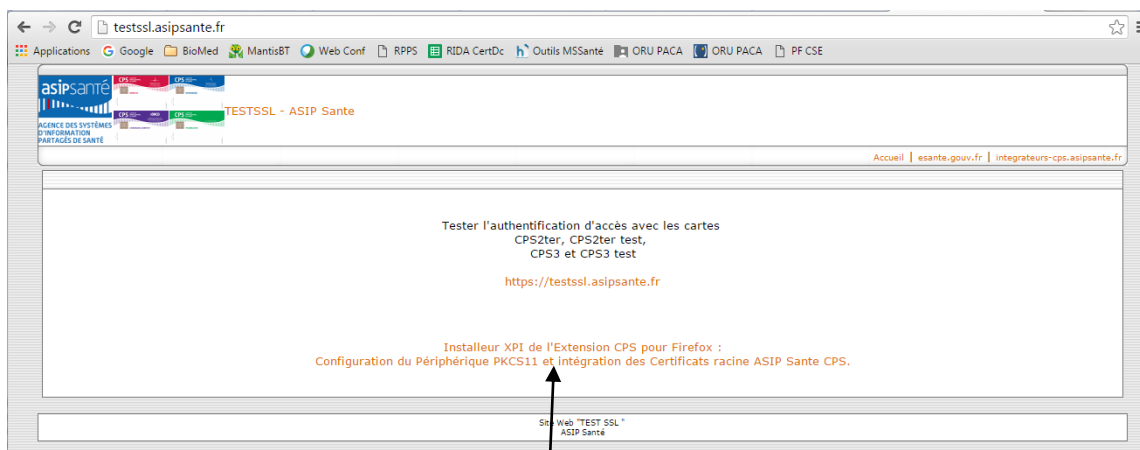 testssl.asipsante.fr
Applications Google BioMed MantisBT Web Conf RPPS RIDA CertDc Outils MSSanté ORU PACA ORU PACA PF CSE
asipsanté
AGENCE DES SYSTÈMES
D'INFORMATION
PARTAGÉS DE SANTÉ
CPS CPS
CPS CPS
TESTSSL - ASIP Sante
Accueil | esante.gouv.fr | integrateurs-cps.asipsante.fr
Tester l'authentification d'accès avec les cartes
CPS2ter, CPS2ter test,
CPS3 et CPS3 test
https://testssl.asipsante.fr
Installeur XPI de l'Extension CPS pour Firefox :
Configuration du Périphérique PKCS11 et intégration des Certificats racine ASIP Sante CPS.
Site Web "TEST SSL "
ASIP Santé